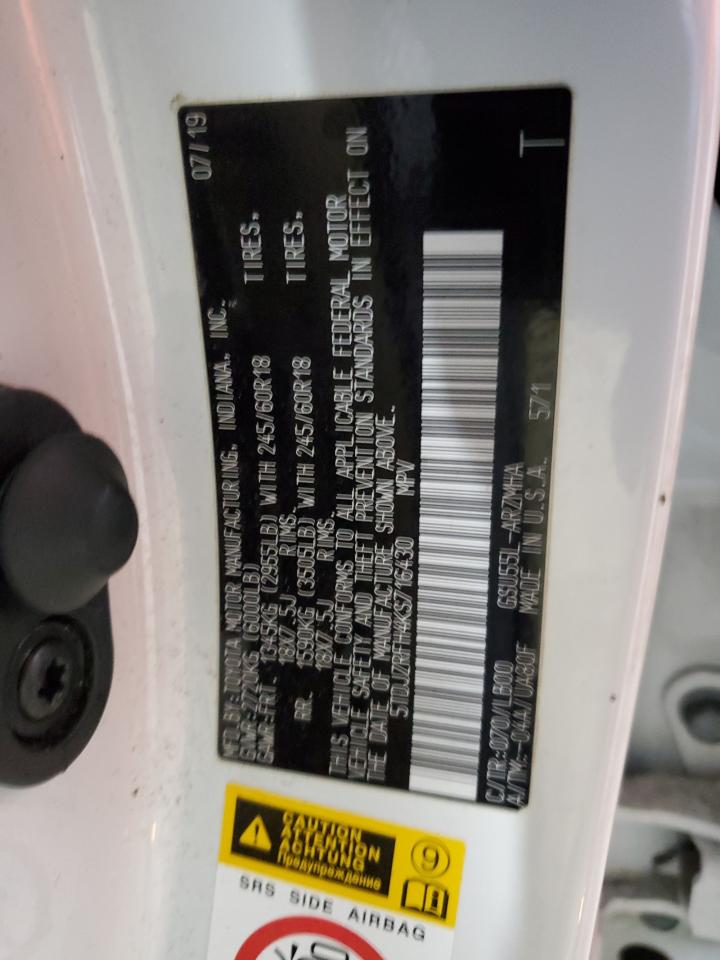 MFD. BY: TOYOTA MOTOR MANUFACTURING, INDIANA, INC. 07/19
GVWR: 2720KG (6000LB)
GAWR: FRT. 1345KG (2965LB) WITH 245/60R18 TIRES,
18X7.5J RIMS,
RR. 1590KG (3505LB) WITH 245/60R18 TIRES,
18X7.5J RIMS,
THIS VEHICLE CONFORMS TO ALL APPLICABLE FEDERAL MOTOR
VEHICLE SAFETY AND THEFT PREVENTION STANDARDS IN EFFECT ON
THE DATE OF MANUFACTURE SHOWN ABOVE.
5TDJZRFH4KS716430 MPV
C/TR: 070/LB00 GSU55L-ARZMHA 571 T
A/TM: -04A/UA80F MADE IN U.S.A.
CAUTION
ATTENTION
ACHTUNG
Предупреждение
9
SRS SIDE AIRBAG